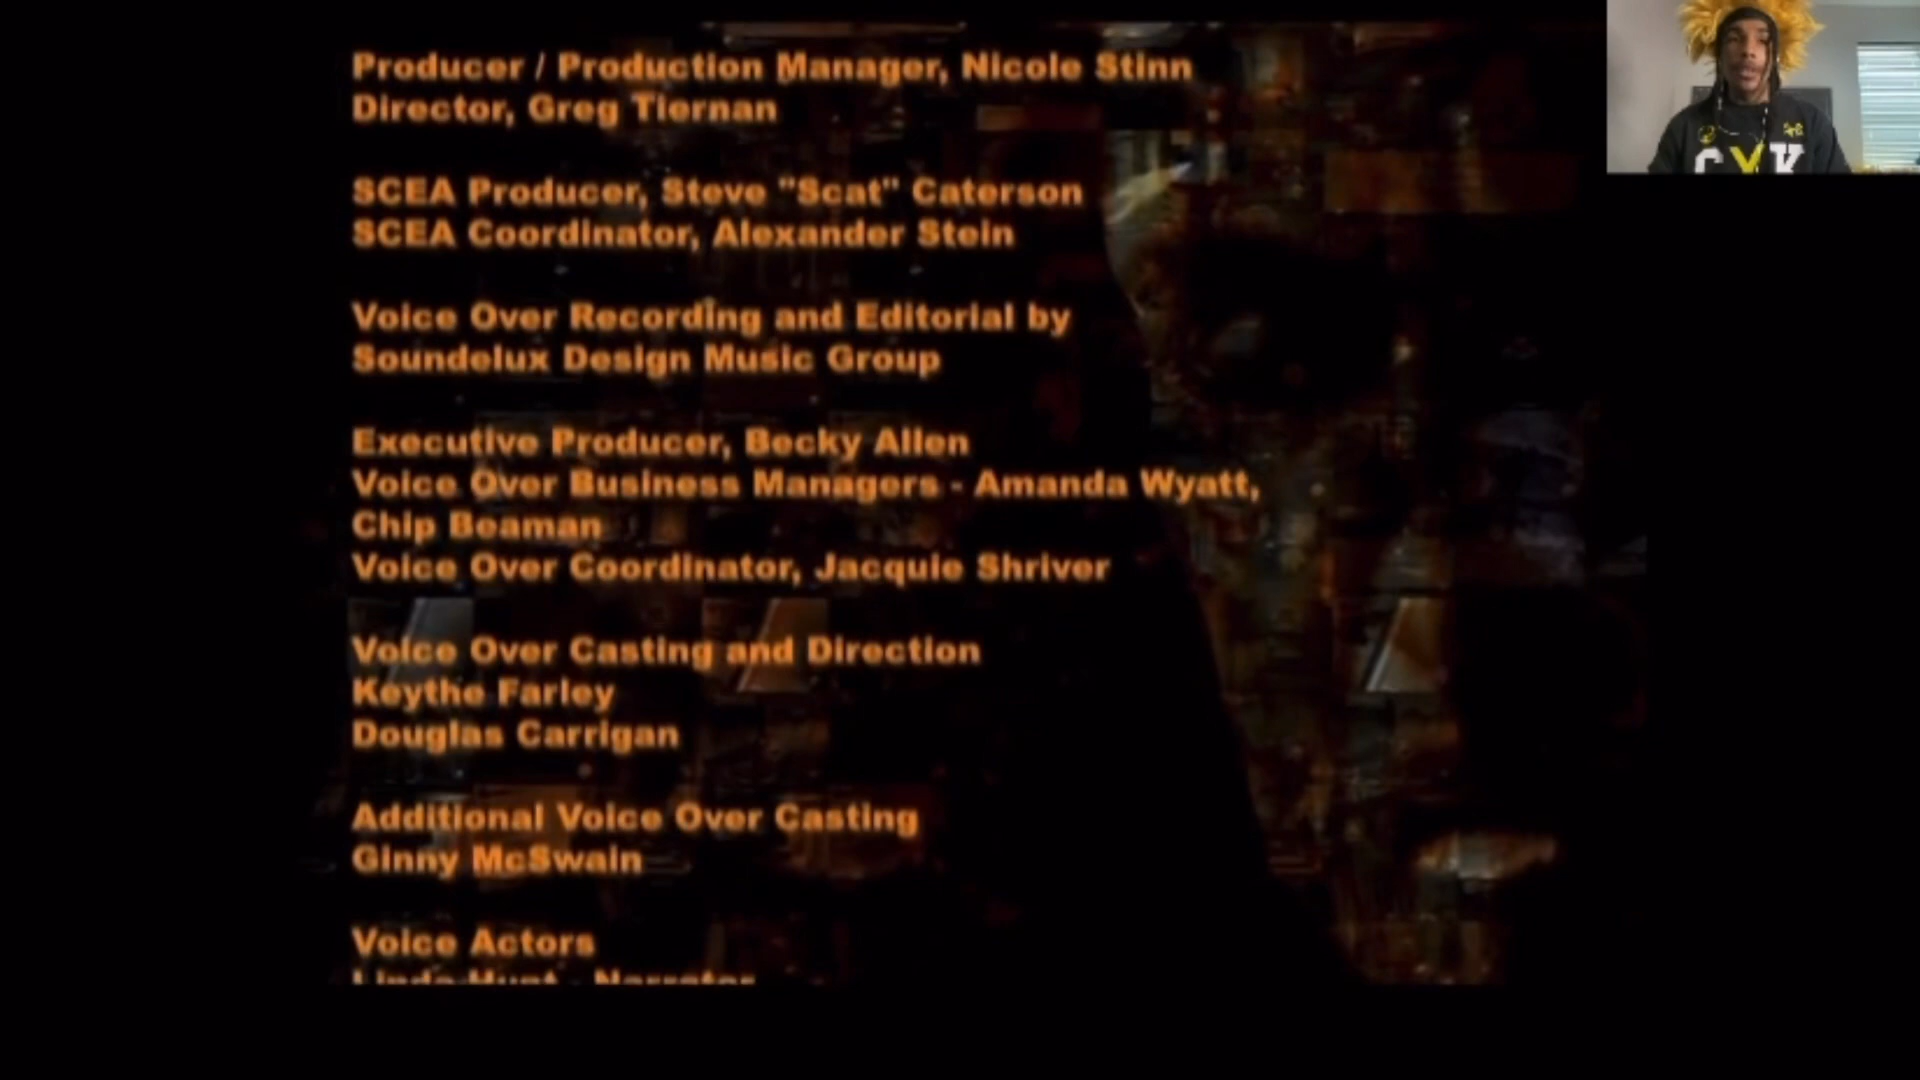 Producer / Production Manager, Nicole Stinn
Director, Greg Tiernan
SCEA Producer, Steve "Scat" Caterson
SCEA Coordinator, Alexander Stein
Voice Over Recording and Editorial by
Soundelux Design Music Group
Executive Producer, Becky Allen
Voice Over Business Managers - Amanda Wyatt,
Chip Beaman
Voice Over Coordinator, Jacquie Shriver
Voice Over Casting and Direction
Keythe Farley
Douglas Carrigan
Additional Voice Over Casting
Ginny McSwain
Voice Actors
Linda Hunt - Narrator